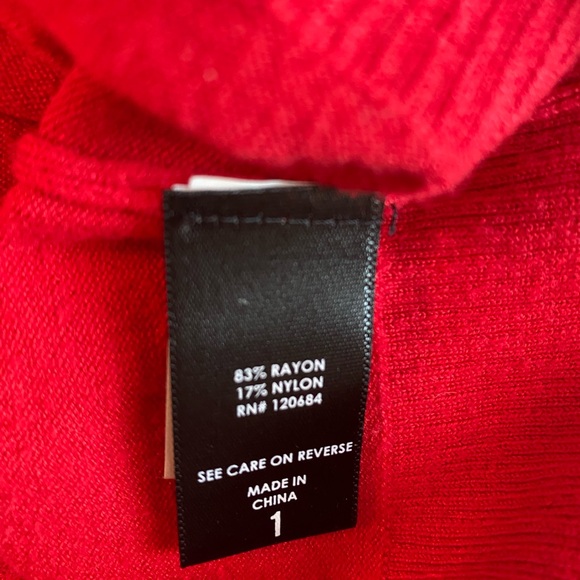 83% RAYON
17% NYLON
RN# 120684
SEE CARE ON REVERSE
MADE IN
CHINA
1